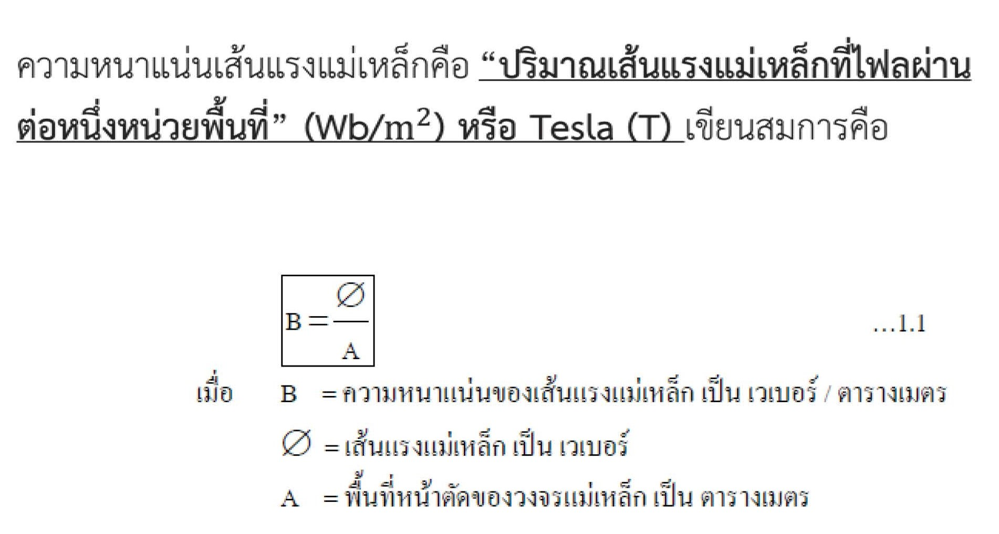 ความหนาแน่นเส้นแรงแม่เหล็กคือ “ปริมาณเส้นแรงแม่เหล็กที่ไฟลผ่าน
ต่อหนึ่งหน่วยพื้นที่” (Wb/m²) หรือ Tesla (T) เขียนสมการคือ
B = ∅ / A ...1.1
เมื่อ B = ความหนาแน่นของเส้นแรงแม่เหล็ก เป็น เวเบอร์ / ตารางเมตร
∅ = เส้นแรงแม่เหล็ก เป็น เวเบอร์
A = พื้นที่หน้าตัดของวงจรแม่เหล็ก เป็น ตารางเมตร